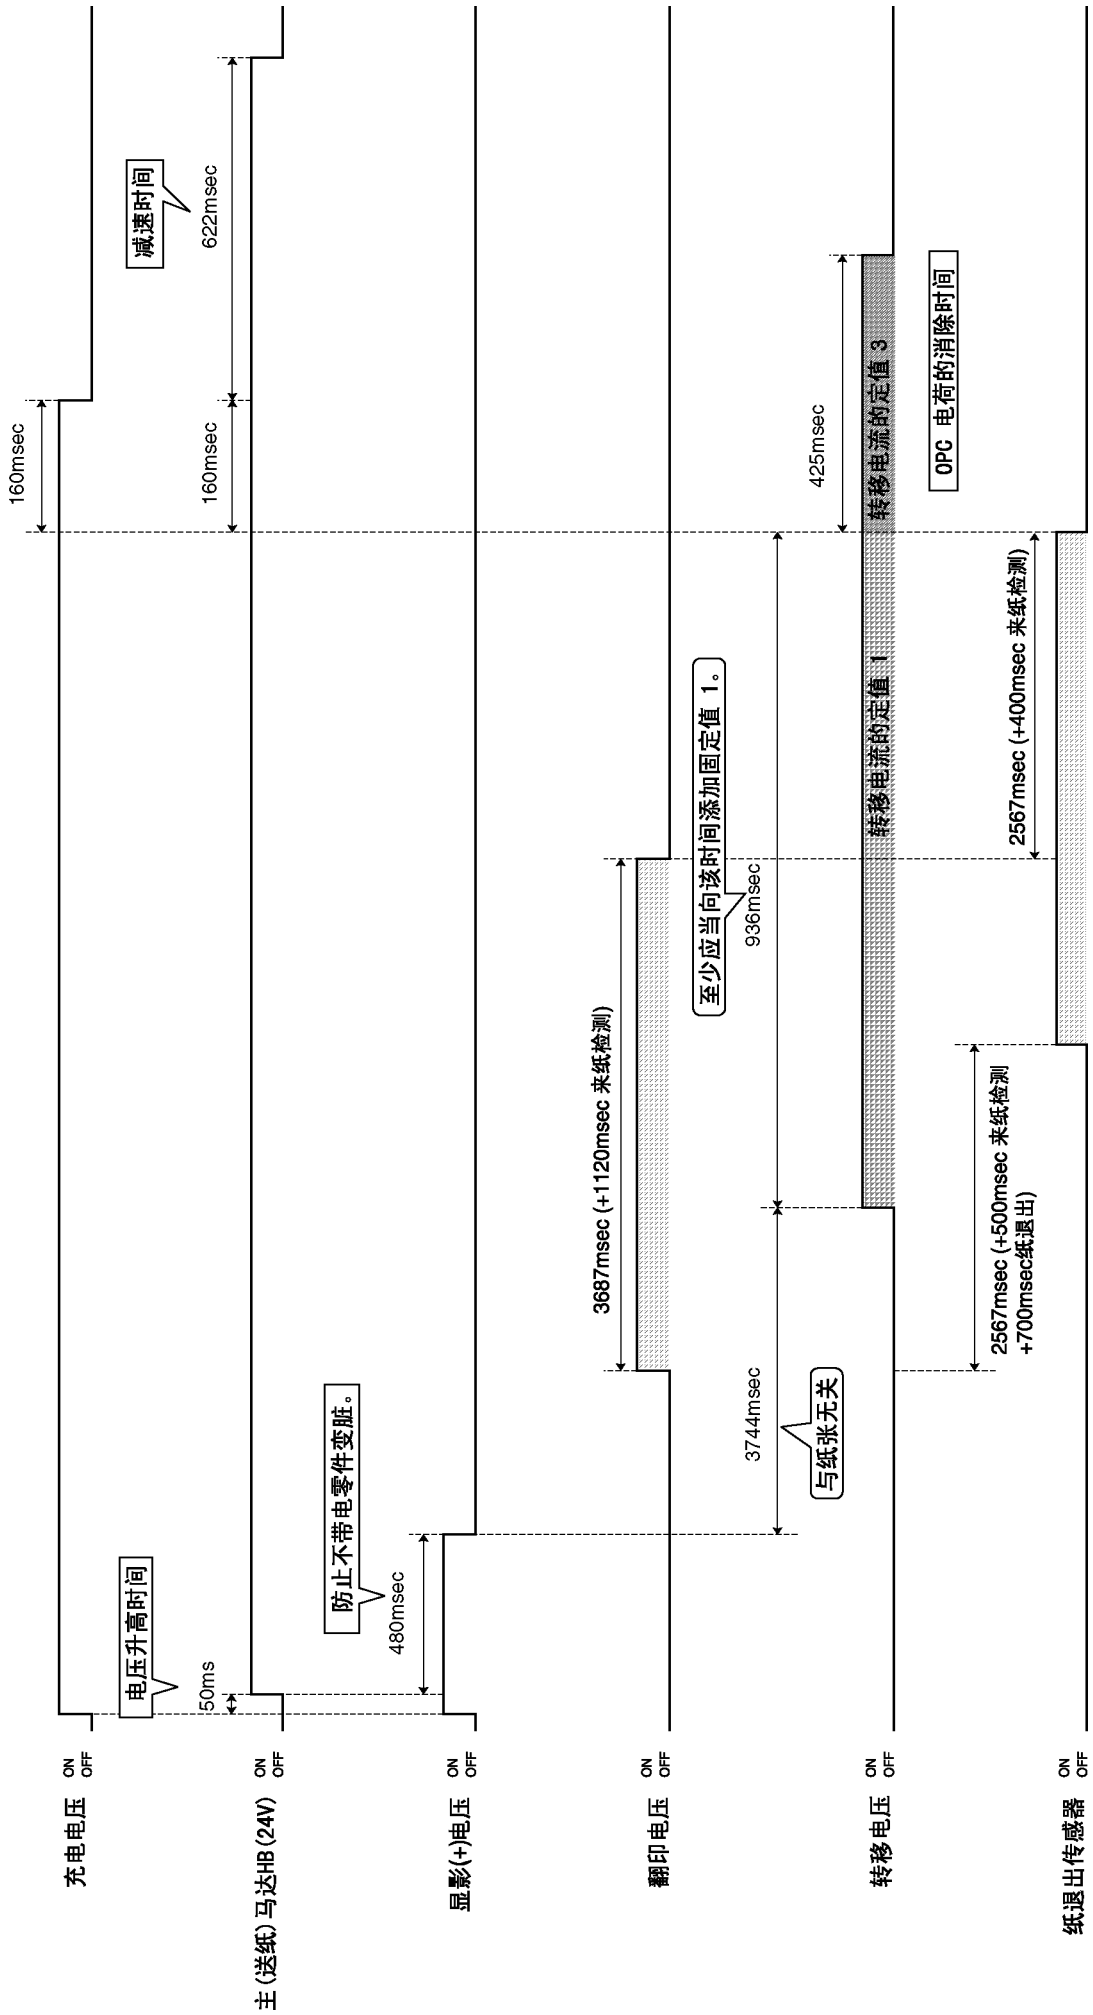 充电电压
ON
OFF
电压升高时间
160msec
主(送纸)马达HB(24V)
ON
OFF
50ms
160msec
622msec
减速时间
显影(+)电压
ON
OFF
480msec
防止不带电零件变脏。
翻印电压
ON
OFF
3687msec (+1120msec 来纸检测)
转移电压
ON
OFF
3744msec
与纸张无关
936msec
至少应当向该时间添加固定值 1。
转移电流的定值 1
转移电流的定值 3
425msec
OPC 电荷的消除时间
纸退出传感器
ON
OFF
2567msec (+500msec 来纸检测
+700msec纸退出)
2567msec (+400msec 来纸检测)